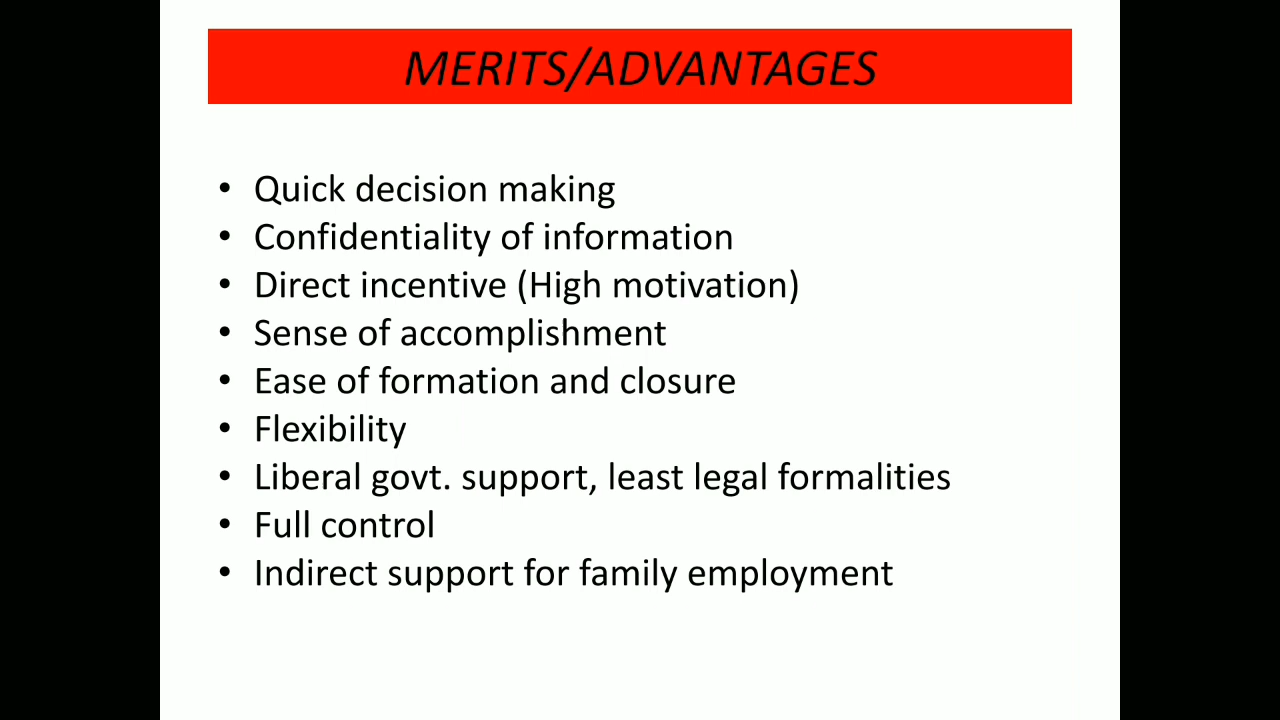 MERITS/ADVANTAGES
• Quick decision making
• Confidentiality of information
• Direct incentive (High motivation)
• Sense of accomplishment
• Ease of formation and closure
• Flexibility
• Liberal govt. support, least legal formalities
• Full control
• Indirect support for family employment